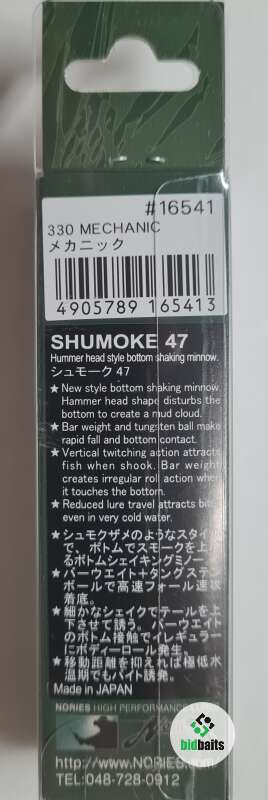 #16541
330 MECHANIC
メカニック
4905789 165413
SHUMOKE 47
Hummer head style bottom shaking minnow.
シュモーク 47
★ New style bottom shaking minnow.
Hammer head shape disturbs the
bottom to create a mud cloud.
★ Bar weight and tungsten ball make
rapid fall and bottom contact.
★ Vertical twitching action attracts
fish when shook. Bar weight
creates irregular roll action when
it touches the bottom.
★ Reduced lure travel attracts bite
even in very cold water.
★ シュモクザメのようなスタイル
で、ボトムでスモークを上げ
るボトムシェイキングミノー
★ バーウエイト+タングステン
ボールで高速フォール速攻
着底。
★ 細かなシェイクでテールを上
下させて誘う。バーウエイト
のボトム接触でイレギュラー
にボディーロール発生。
★ 移動距離を抑えれば極低水
温期でもバイト誘発。
Made in JAPAN
NORIES HIGH PERFORMANCE
bidbaits
http://www.NORIES.com
TEL:048-728-0912